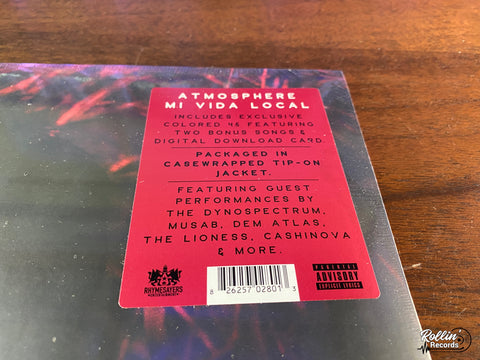 ATMOSPHERE
MI VIDA LOCAL
INCLUDES EXCLUSIVE
COLORED 45 FEATURING
TWO BONUS SONGS &
DIGITAL DOWNLOAD CARD.
PACKAGED IN
CASEWRAPPED TIP-ON
JACKET.
FEATURING GUEST
PERFORMANCES BY
THE DYNOSPECTRUM,
MUSAB, DEM ATLAS,
THE LIONESS, CASHINOVA
& MORE.
RHYMESAYERS
ENTERTAINMENT
8 26257 02801 3
PARENTAL
ADVISORY
EXPLICIT LYRICS
Rollin'
Records